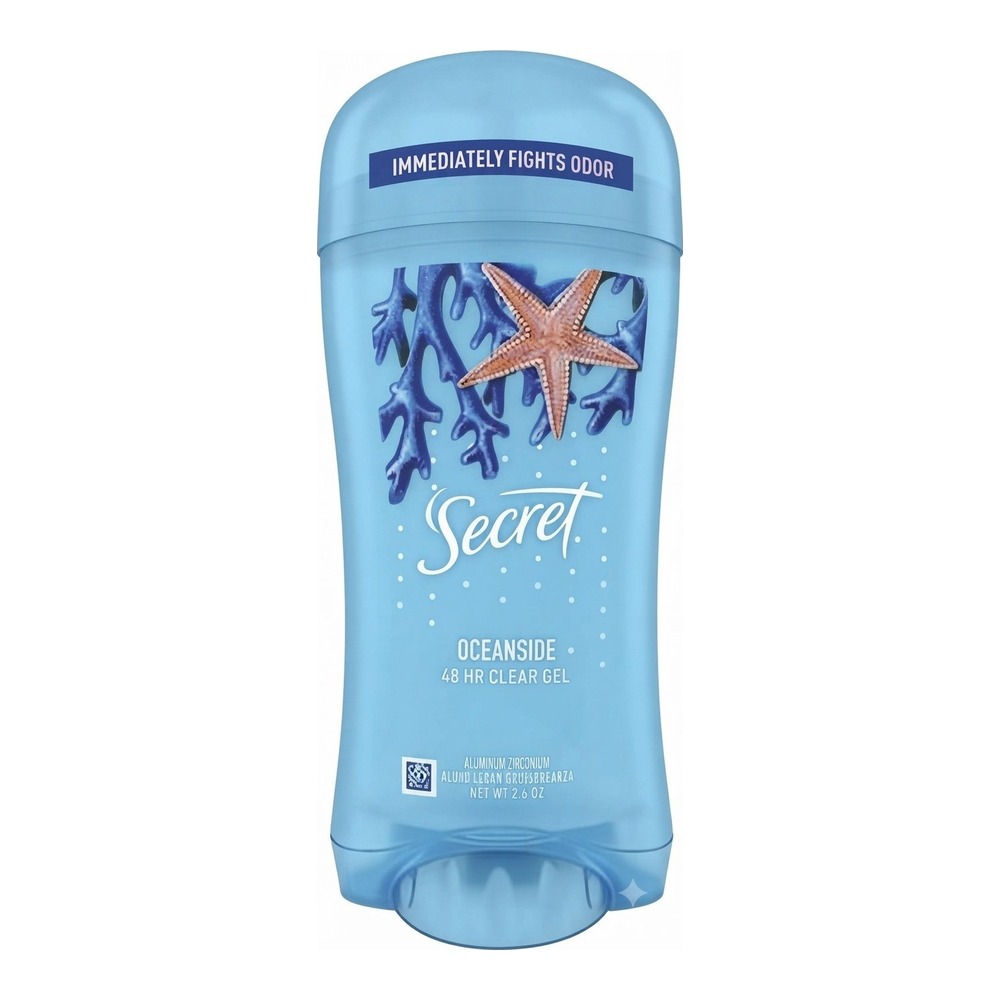 IMMEDIATELY FIGHTS ODOR
Secret
OCEANSIDE
48 HR CLEAR GEL
ALUMINUM ZIRCONIUM
NET WT 2.6 OZ